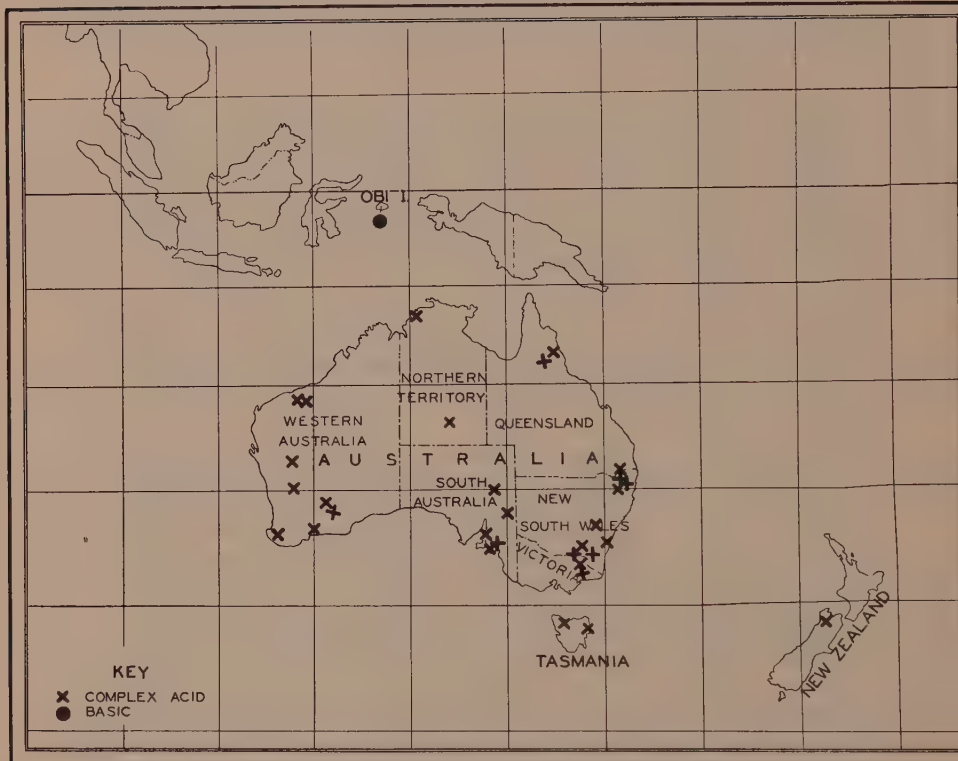 OBI I.
NORTHERN
TERRITORY
WESTERN
AUSTRALIA
QUEENSLAND
AUSTRALIA
SOUTH
AUSTRALIA
NEW
SOUTH WALES
VICTORIA
TASMANIA
NEW ZEALAND
KEY
COMPLEX ACID
BASIC